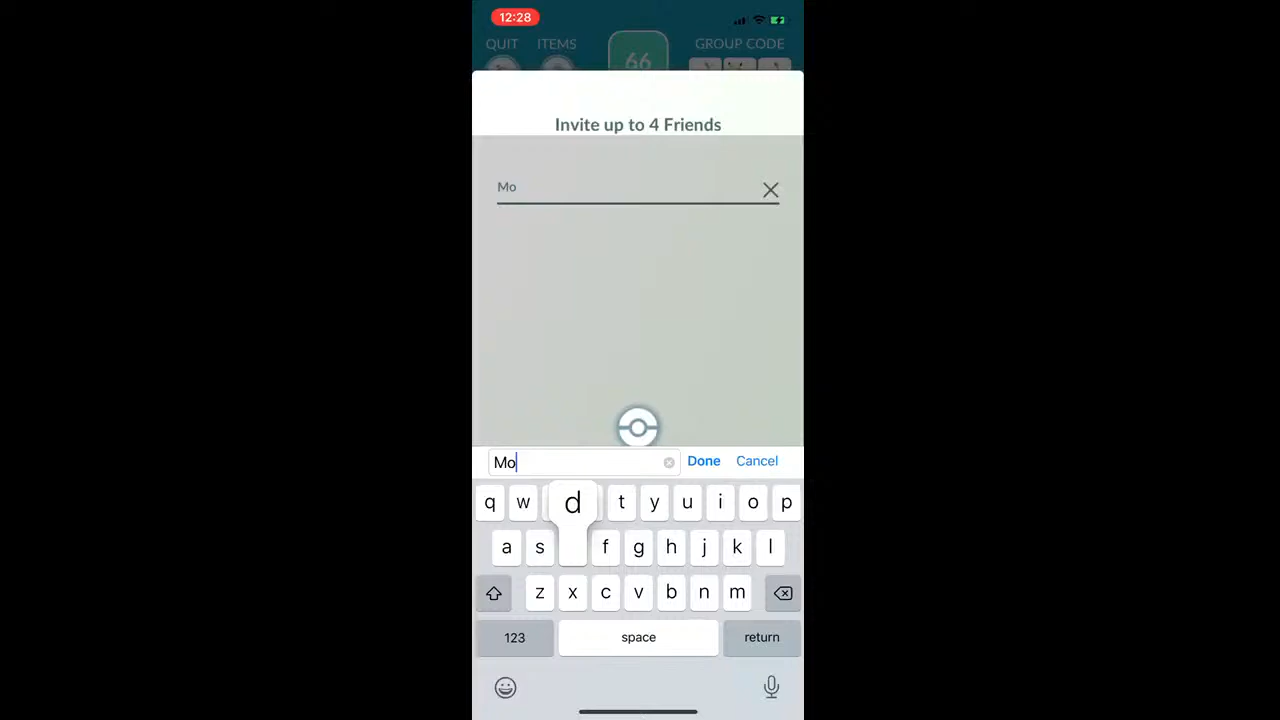 12:28
QUIT ITEMS 66 GROUP CODE
Invite up to 4 Friends
Mo
Mo Done Cancel
q w d t y u i o p
a s f g h j k l
z x c v b n m
123 space return